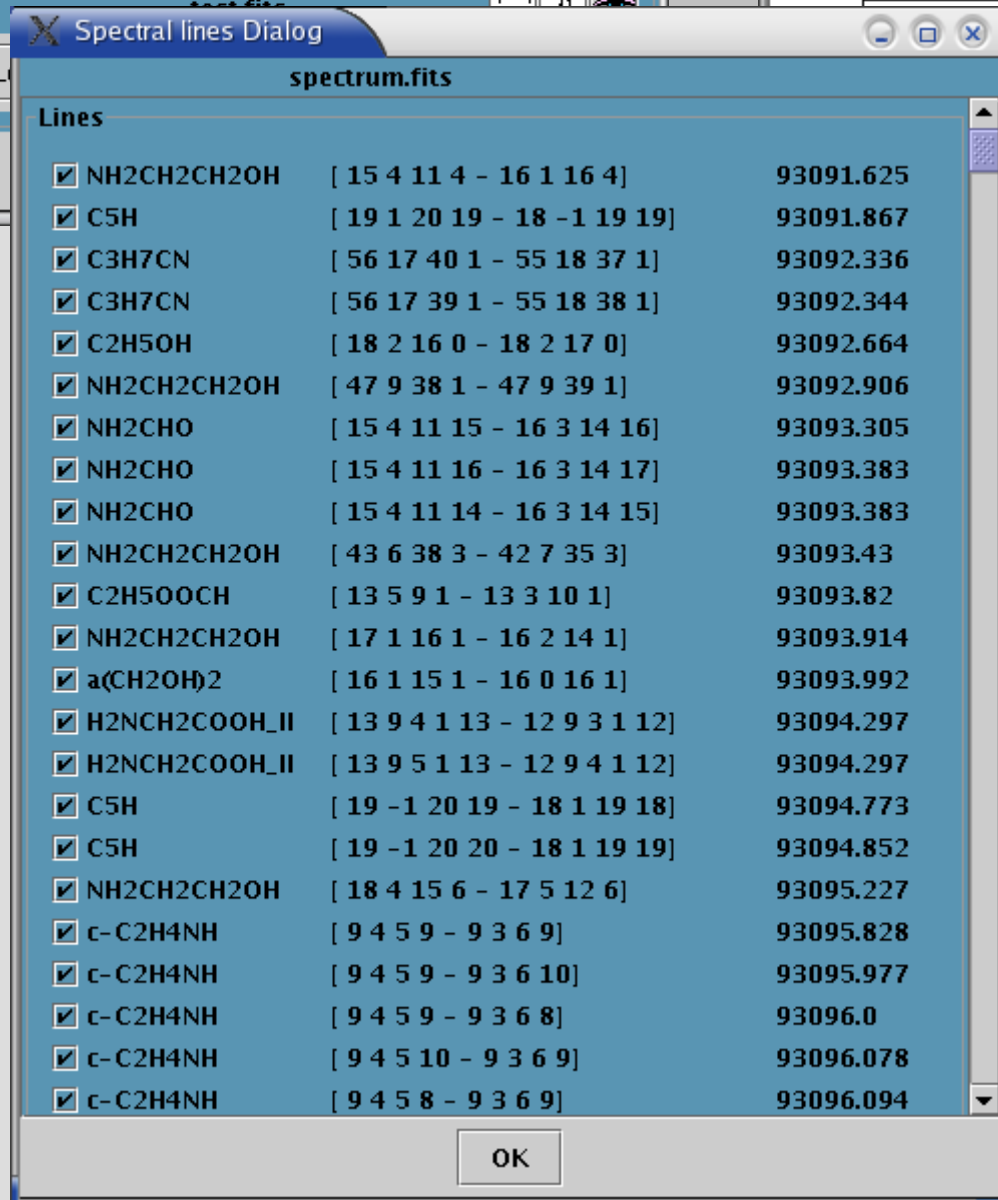 test.fits
Spectral lines Dialog
spectrum.fits
Lines
NH2CH2CH2OH [ 15 4 11 4 - 16 1 16 4] 93091.625
C5H [ 19 1 20 19 - 18 -1 19 19] 93091.867
C3H7CN [ 56 17 40 1 - 55 18 37 1] 93092.336
C3H7CN [ 56 17 39 1 - 55 18 38 1] 93092.344
C2H5OH [ 18 2 16 0 - 18 2 17 0] 93092.664
NH2CH2CH2OH [ 47 9 38 1 - 47 9 39 1] 93092.906
NH2CHO [ 15 4 11 15 - 16 3 14 16] 93093.305
NH2CHO [ 15 4 11 16 - 16 3 14 17] 93093.383
NH2CHO [ 15 4 11 14 - 16 3 14 15] 93093.383
NH2CH2CH2OH [ 43 6 38 3 - 42 7 35 3] 93093.43
C2H5OOCH [ 13 5 9 1 - 13 3 10 1] 93093.82
NH2CH2CH2OH [ 17 1 16 1 - 16 2 14 1] 93093.914
a(CH2OH)2 [ 16 1 15 1 - 16 0 16 1] 93093.992
H2NCH2COOH_II [ 13 9 4 1 13 - 12 9 3 1 12] 93094.297
H2NCH2COOH_II [ 13 9 5 1 13 - 12 9 4 1 12] 93094.297
C5H [ 19 -1 20 19 - 18 1 19 18] 93094.773
C5H [ 19 -1 20 20 - 18 1 19 19] 93094.852
NH2CH2CH2OH [ 18 4 15 6 - 17 5 12 6] 93095.227
c-C2H4NH [ 9 4 5 9 - 9 3 6 9] 93095.828
c-C2H4NH [ 9 4 5 9 - 9 3 6 10] 93095.977
c-C2H4NH [ 9 4 5 9 - 9 3 6 8] 93096.0
c-C2H4NH [ 9 4 5 10 - 9 3 6 9] 93096.078
c-C2H4NH [ 9 4 5 8 - 9 3 6 9] 93096.094
OK